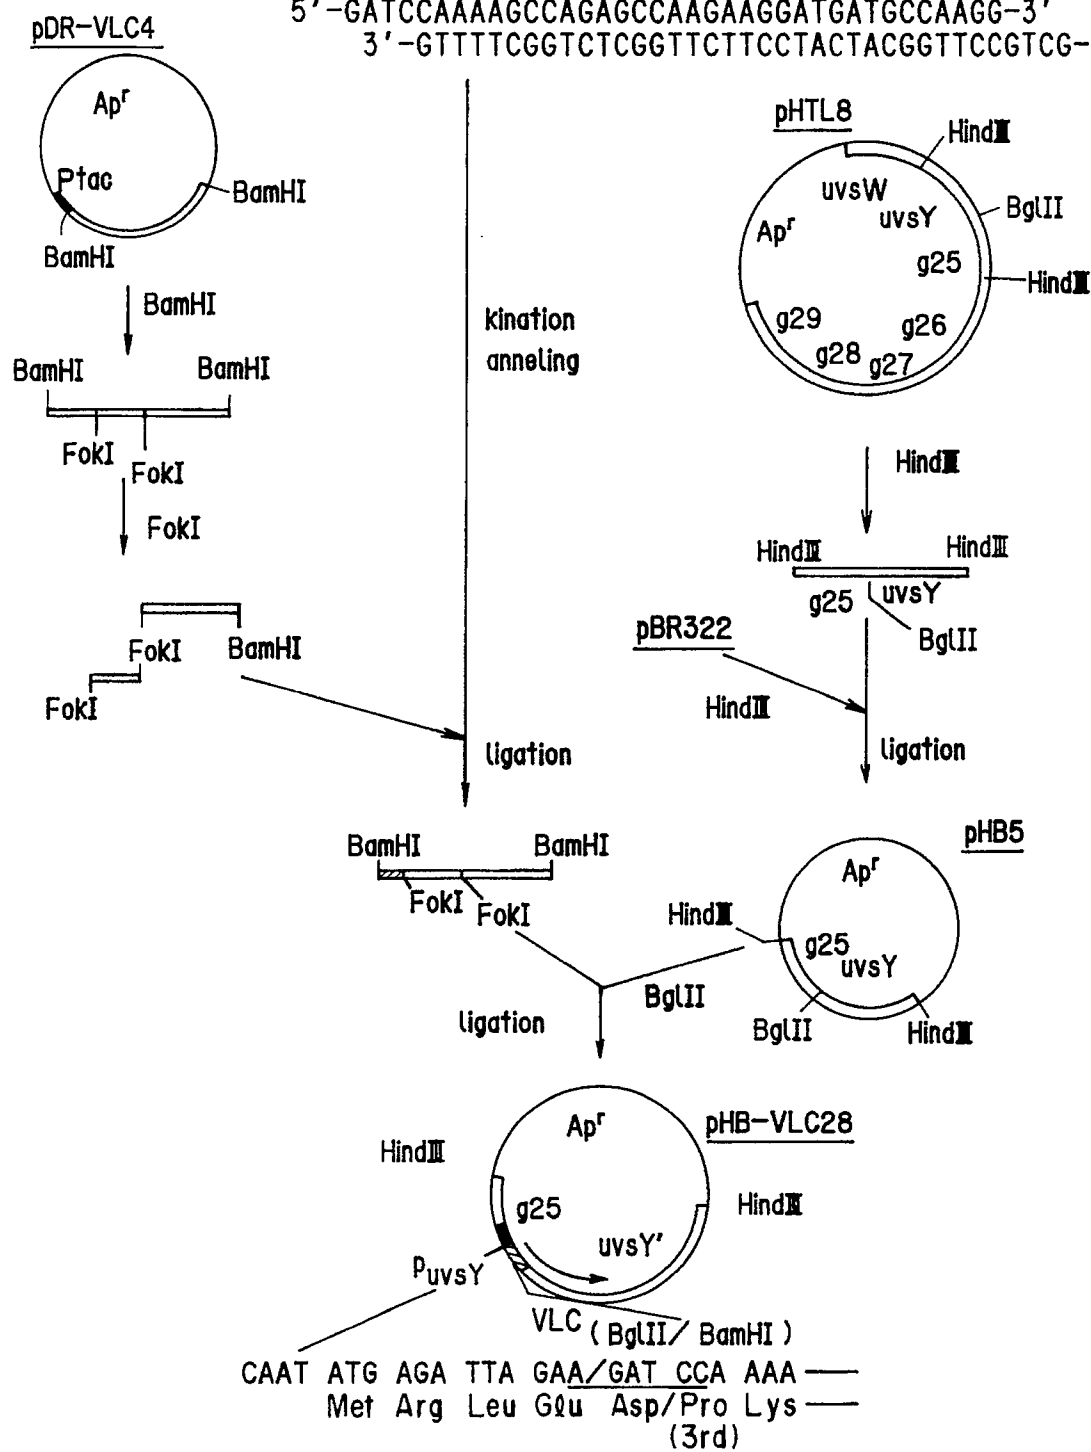 5′-GATCCAAAAGCCAGAGCCAAGAAGGATGATGCCAAGG-3′
3′-GTTTTCGGTCTCGGTTCTTCCTACTACGGTTCCGTCG-
pDR-VLC4
Apr
Ptac
BamHI
BamHI
BamHI
BamHI
BamHI
FokI
FokI
FokI
FokI
BamHI
FokI
kination
anneling
ligation
pHTL8
HindIII
uvsW
uvsY
BglII
Apr
g25
HindIII
g29
g26
g28
g27
HindIII
HindIII
HindIII
g25
uvsY
BglII
pBR322
HindIII
ligation
BamHI
BamHI
FokI
FokI
pHB5
Apr
HindIII
g25
uvsY
BglII
HindIII
BglII
ligation
pHB-VLC28
Apr
HindIII
g25
HindIII
uvsY′
PuvsY
VLC
(BglII/BamHI)
CAAT ATG AGA TTA GAA/GAT CCA AAA
Met Arg Leu Glu Asp/Pro Lys
(3rd)